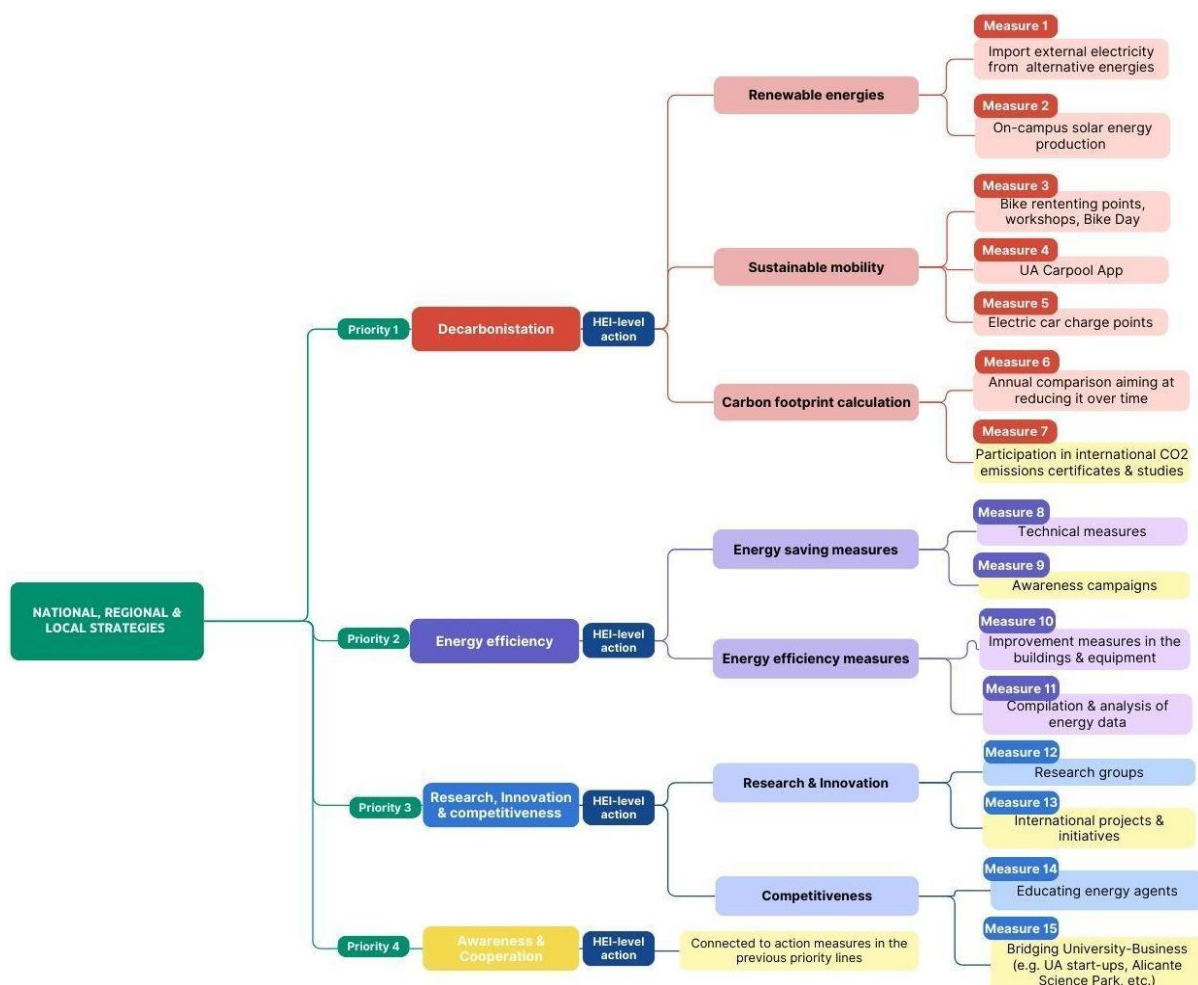 NATIONAL, REGIONAL &
LOCAL STRATEGIES
Priority 1
Decarbonistation
HEI-level
action
Renewable energies
Measure 1
Import external electricity
from alternative energies
Measure 2
On-campus solar energy
production
Sustainable mobility
Measure 3
Bike rententing points,
workshops, Bike Day
Measure 4
UA Carpool App
Measure 5
Electric car charge points
Carbon footprint calculation
Measure 6
Annual comparison aiming at
reducing it over time
Measure 7
Participation in international CO2
emissions certificates & studies
Priority 2
Energy efficiency
HEI-level
action
Energy saving measures
Measure 8
Technical measures
Measure 9
Awareness campaigns
Energy efficiency measures
Measure 10
Improvement measures in the
buildings & equipment
Measure 11
Compilation & analysis of
energy data
Priority 3
Research, Innovation
& competitiveness
HEI-level
action
Research & Innovation
Measure 12
Research groups
Measure 13
International projects &
initiatives
Competitiveness
Measure 14
Educating energy agents
Measure 15
Bridging University-Business
(e.g. UA start-ups, Alicante
Science Park, etc.)
Priority 4
Awareness &
Cooperation
HEI-level
action
Connected to action measures in the
previous priority lines